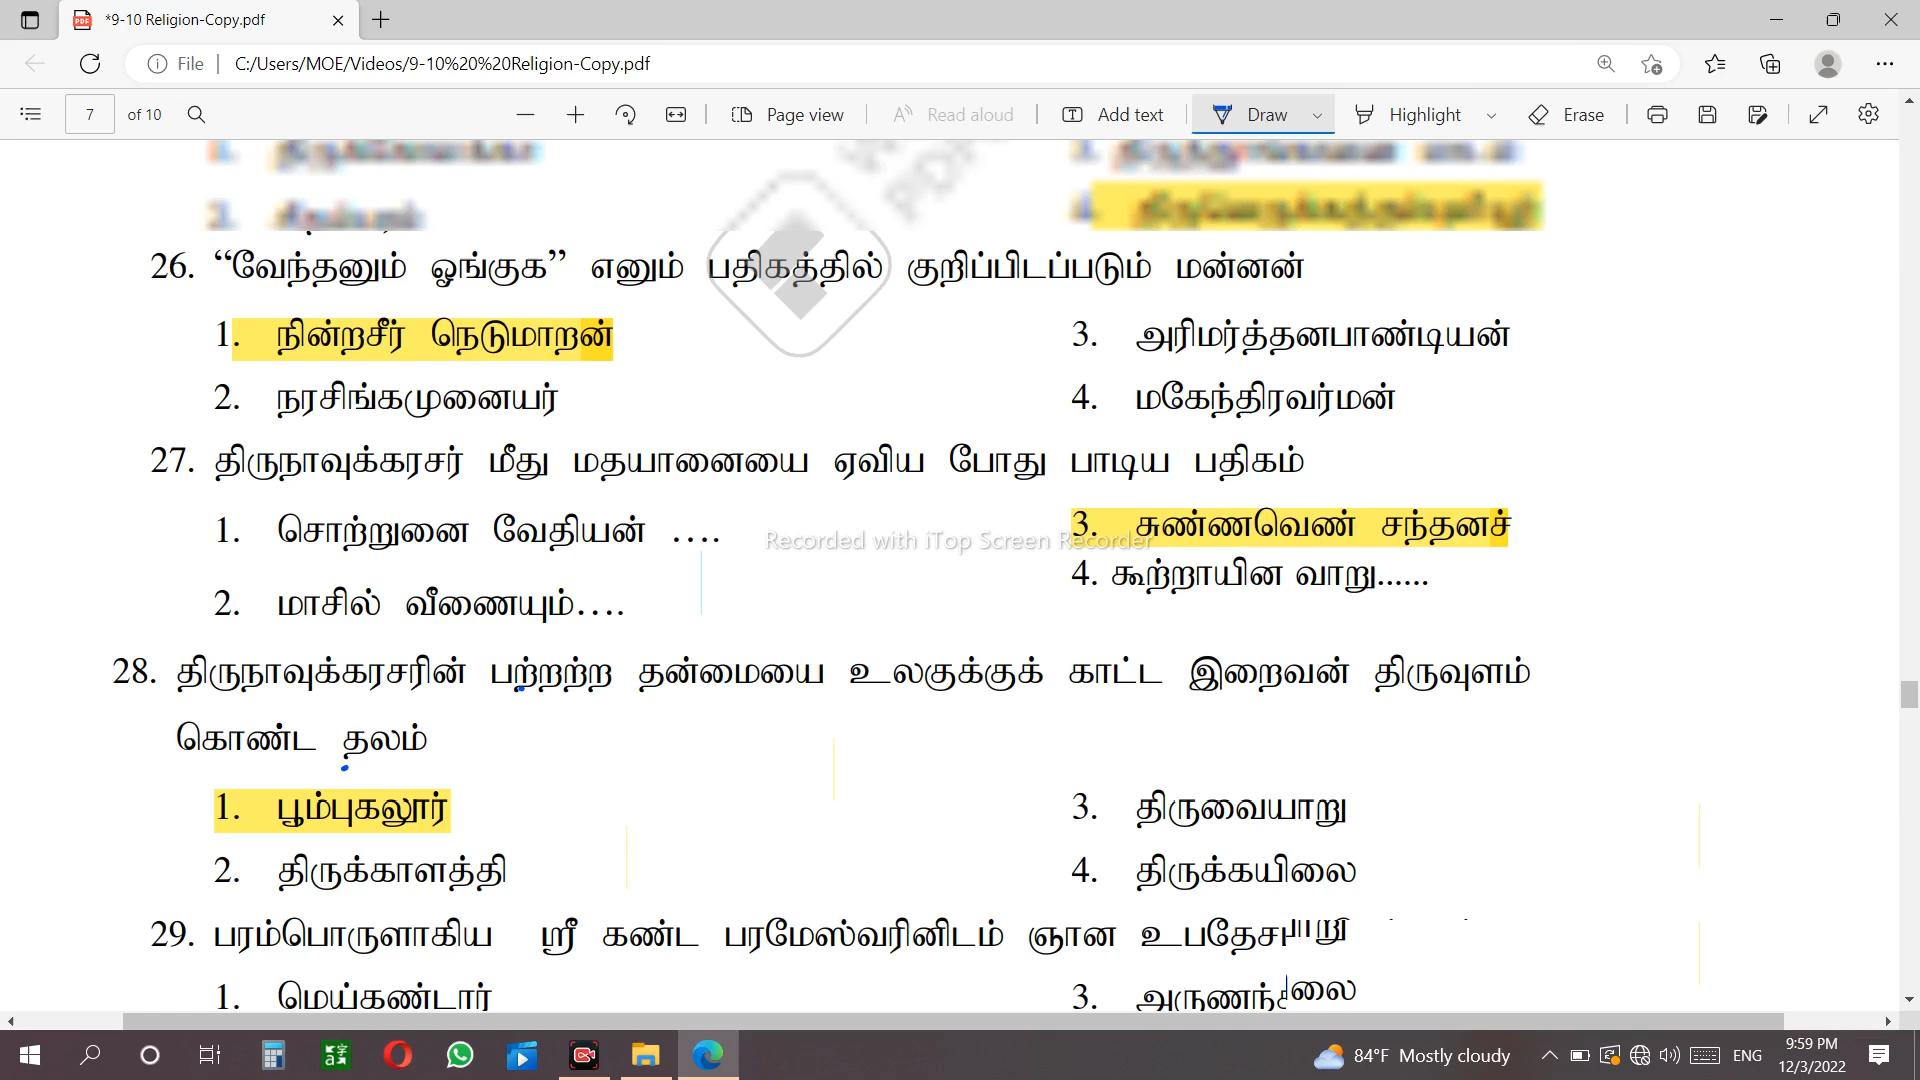 *9-10 Religion-Copy.pdf
File
C:/Users/MOE/Videos/9-10%20%20Religion-Copy.pdf
7 of 10
Page view
Read aloud
Add text
Draw
Highlight
Erase
26. “வேந்தனும் ஓங்குக” எனும் பதிகத்தில் குறிப்பிடப்படும் மன்னன்
1. நின்றசீர் நெடுமாறன்
3. அரிமர்த்தனபாண்டியன்
2. நரசிங்கமுனையர்
4. மகேந்திரவர்மன்
27. திருநாவுக்கரசர் மீது மதயானையை ஏவிய போது பாடிய பதிகம்
1. சொற்றுனை வேதியன் ....
3. சுண்ணவெண் சந்தனச்
Recorded with iTop Screen Recorder
4. கூற்றாயின வாறு......
2. மாசில் வீணையும்....
28. திருநாவுக்கரசரின் பற்றற்ற தன்மையை உலகுக்குக் காட்ட இறைவன் திருவுளம்
கொண்ட தலம்
1. பூம்புகலூர்
3. திருவையாறு
2. திருக்காளத்தி
4. திருக்கயிலை
29. பரம்பொருளாகிய ஸ்ரீ கண்ட பரமேஸ்வரினிடம் ஞான
1. மெய்கண்டார்
3.
84°F Mostly cloudy
ENG
9:59 PM
12/3/2022